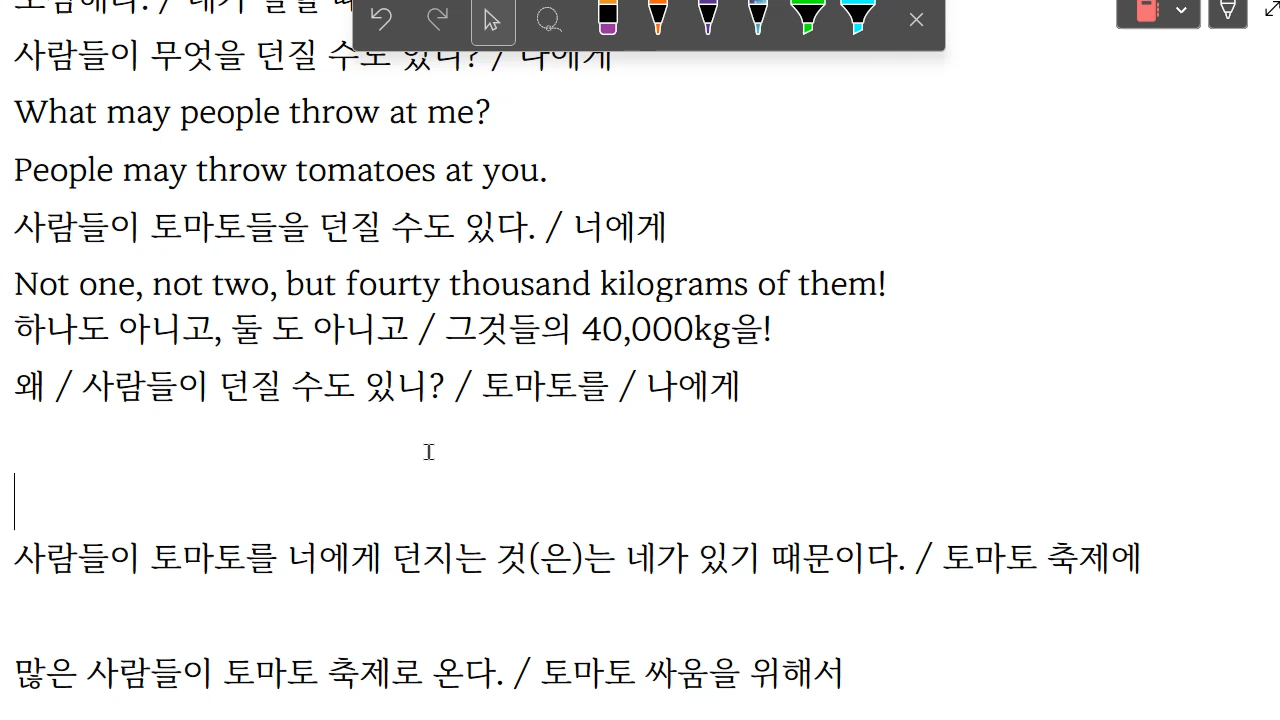 사람들이 무엇을 던질 수도 있니? / 나에게
What may people throw at me?
People may throw tomatoes at you.
사람들이 토마토들을 던질 수도 있다. / 너에게
Not one, not two, but fourty thousand kilograms of them!
하나도 아니고, 둘 도 아니고 / 그것들의 40,000kg을!
왜 / 사람들이 던질 수도 있니? / 토마토를 / 나에게
사람들이 토마토를 너에게 던지는 것(은)는 네가 있기 때문이다. / 토마토 축제에
많은 사람들이 토마토 축제로 온다. / 토마토 싸움을 위해서